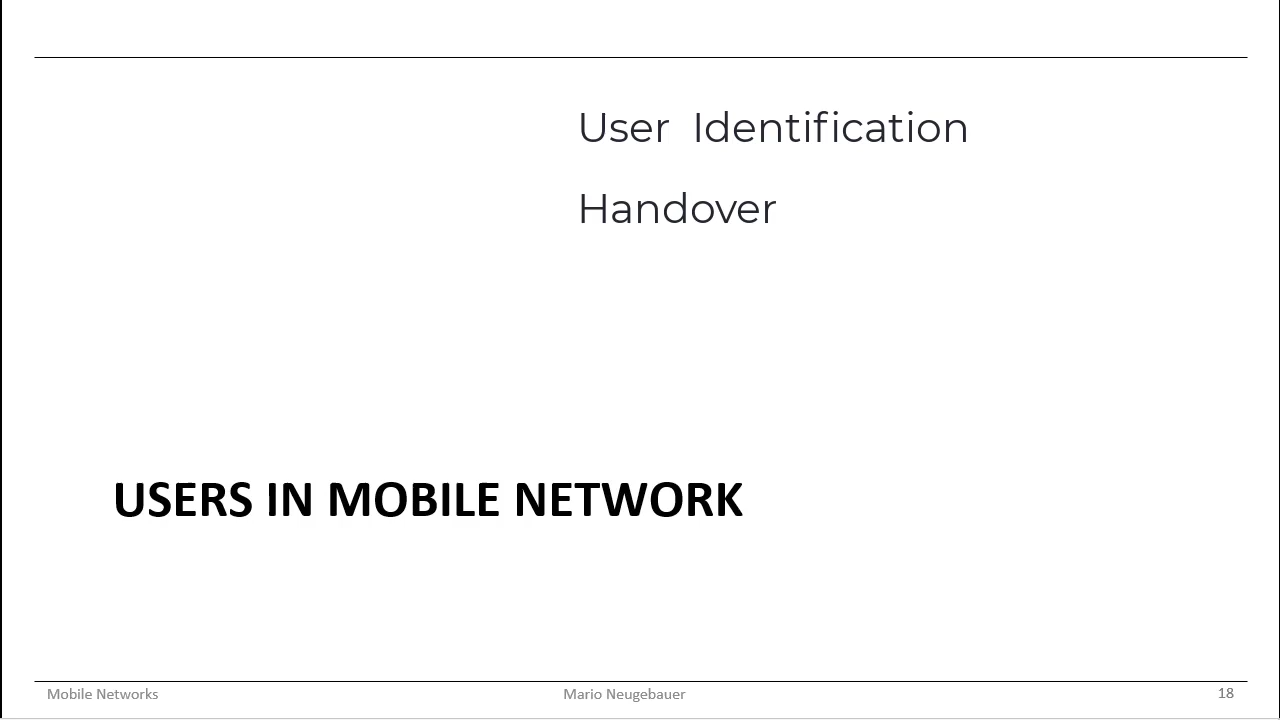 User Identification
Handover
USERS IN MOBILE NETWORK
Mobile Networks
Mario Neugebauer
18